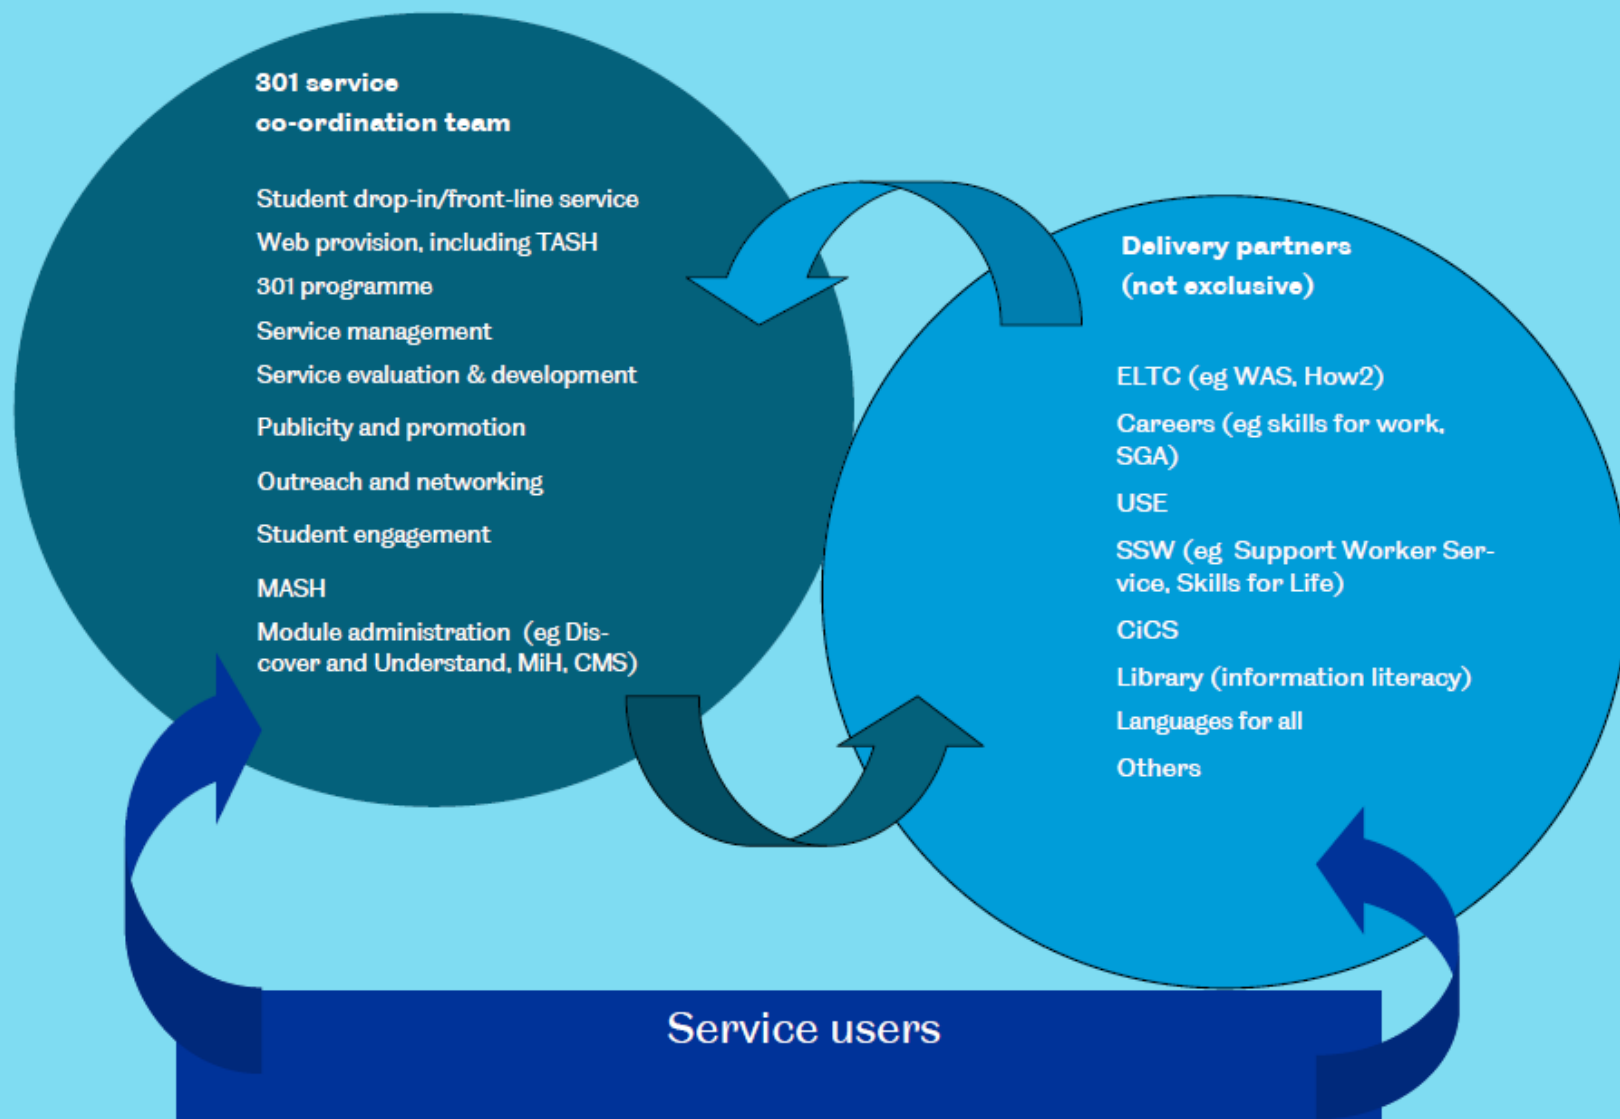 301 service
co-ordination team
Student drop-in/front-line service
Web provision, including TASH
301 programme
Service management
Service evaluation & development
Publicity and promotion
Outreach and networking
Student engagement
MASH
Module administration  (eg Dis-
cover and Understand, MiH, CMS)
Delivery partners
(not exclusive)
ELTC (eg WAS, How2)
Careers (eg skills for work,
SGA)
USE
SSW (eg  Support Worker Ser-
vice, Skills for Life)
CiCS
Library (information literacy)
Languages for all
Others
Service users